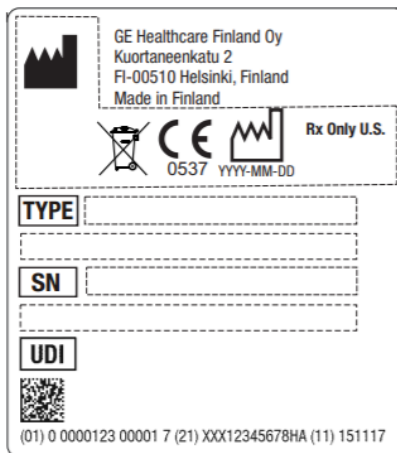 GE Healthcare Finland Oy
Kuortaneenkatu 2
FI-00510 Helsinki, Finland
Made in Finland
CE
Rx Only U.S.
0537
YYYY-MM-DD
TYPE
SN
UDI
(01) 0 0000123 00001 7 (21) XXX12345678HA (11) 151117